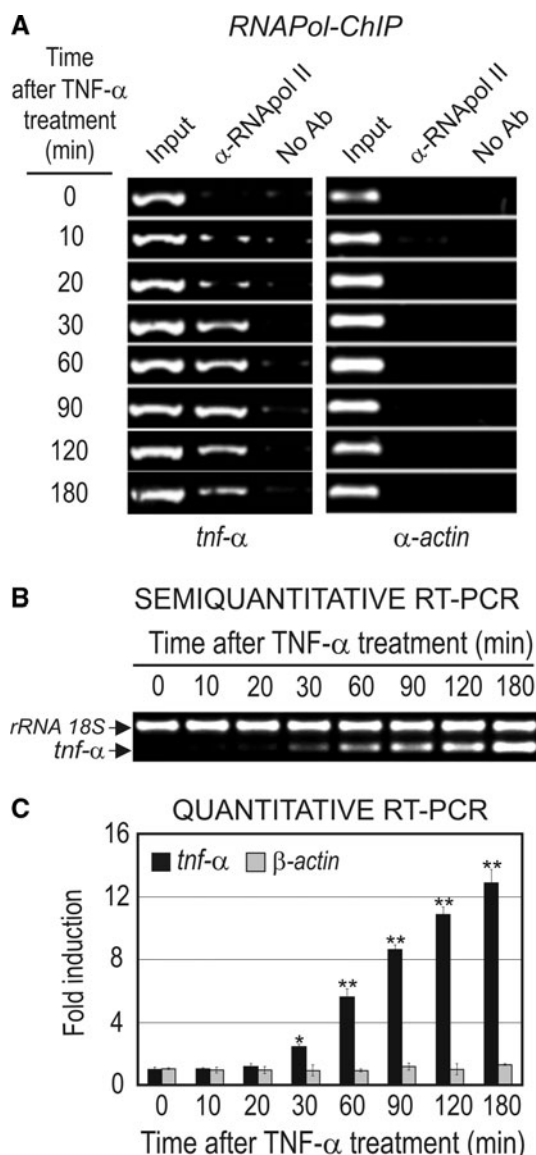 A
RNAPol-ChIP
Time
after TNF-α
treatment
(min)
Input
α-RNApol II
No Ab
Input
α-RNApol II
No Ab
0
10
20
30
60
90
120
180
tnf-α
α-actin
B
SEMIQUANTITATIVE RT-PCR
Time after TNF-α treatment (min)
0 10 20 30 60 90 120 180
rRNA 18S
tnf-α
C
QUANTITATIVE RT-PCR
16
12
8
4
0
Fold induction
tnf-α β-actin
* ** ** ** **
0 10 20 30 60 90 120 180
Time after TNF-α treatment (min)